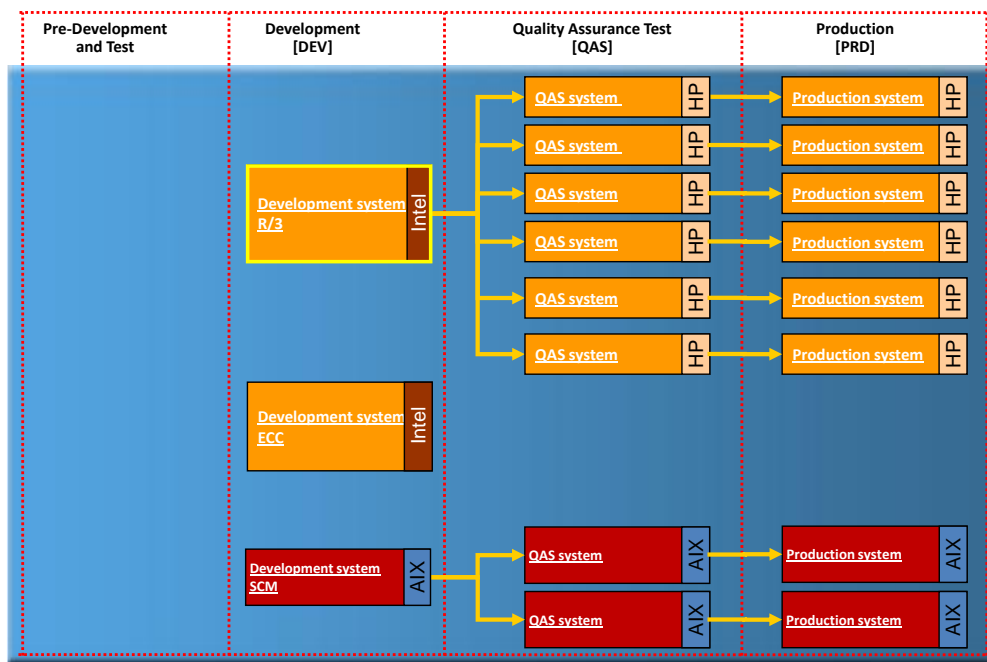 Pre-Development
and Test
Development
[DEV]
Quality Assurance Test
[QAS]
Production
[PRD]
QAS system
HP
Production system
HP
QAS system
HP
Production system
HP
Development system
R/3
Intel
QAS system
HP
Production system
HP
QAS system
HP
Production system
HP
QAS system
HP
Production system
HP
QAS system
HP
Production system
HP
Development system
ECC
Intel
Development system
SCM
AIX
QAS system
AIX
Production system
AIX
QAS system
AIX
Production system
AIX